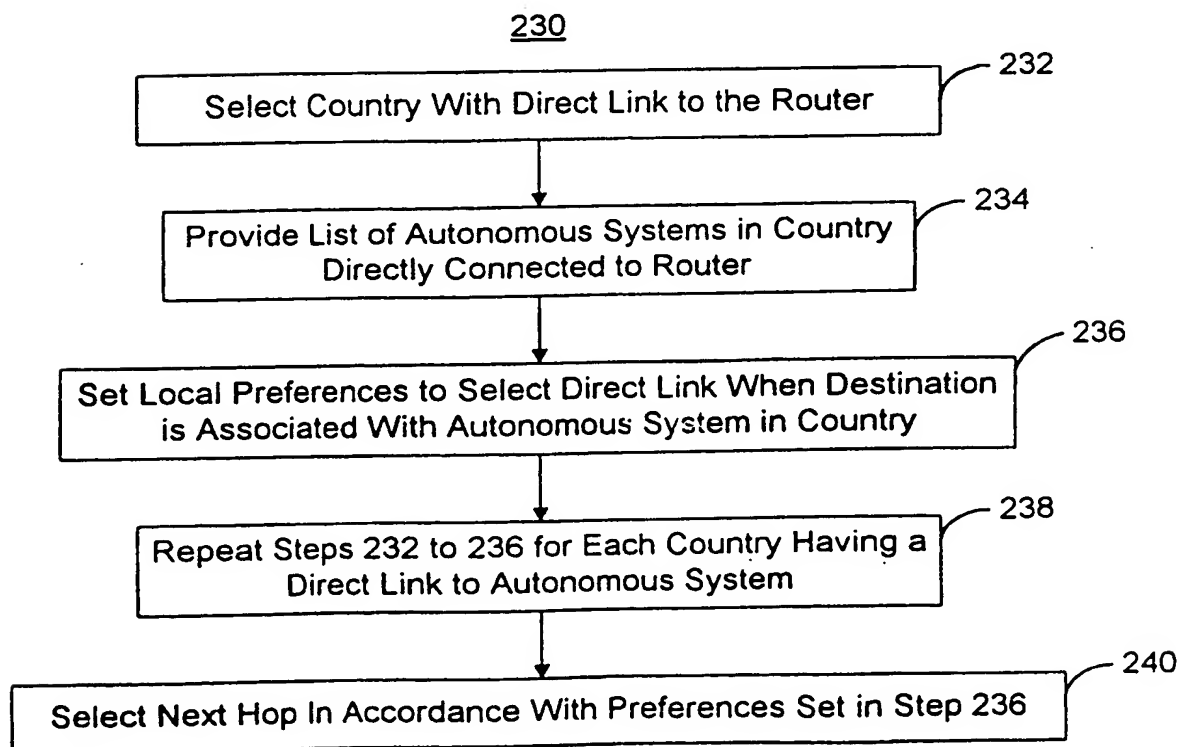 230
232
Select Country With Direct Link to the Router
234
Provide List of Autonomous Systems in Country
Directly Connected to Router
236
Set Local Preferences to Select Direct Link When Destination
is Associated With Autonomous System in Country
238
Repeat Steps 232 to 236 for Each Country Having a
Direct Link to Autonomous System
240
Select Next Hop In Accordance With Preferences Set in Step 236